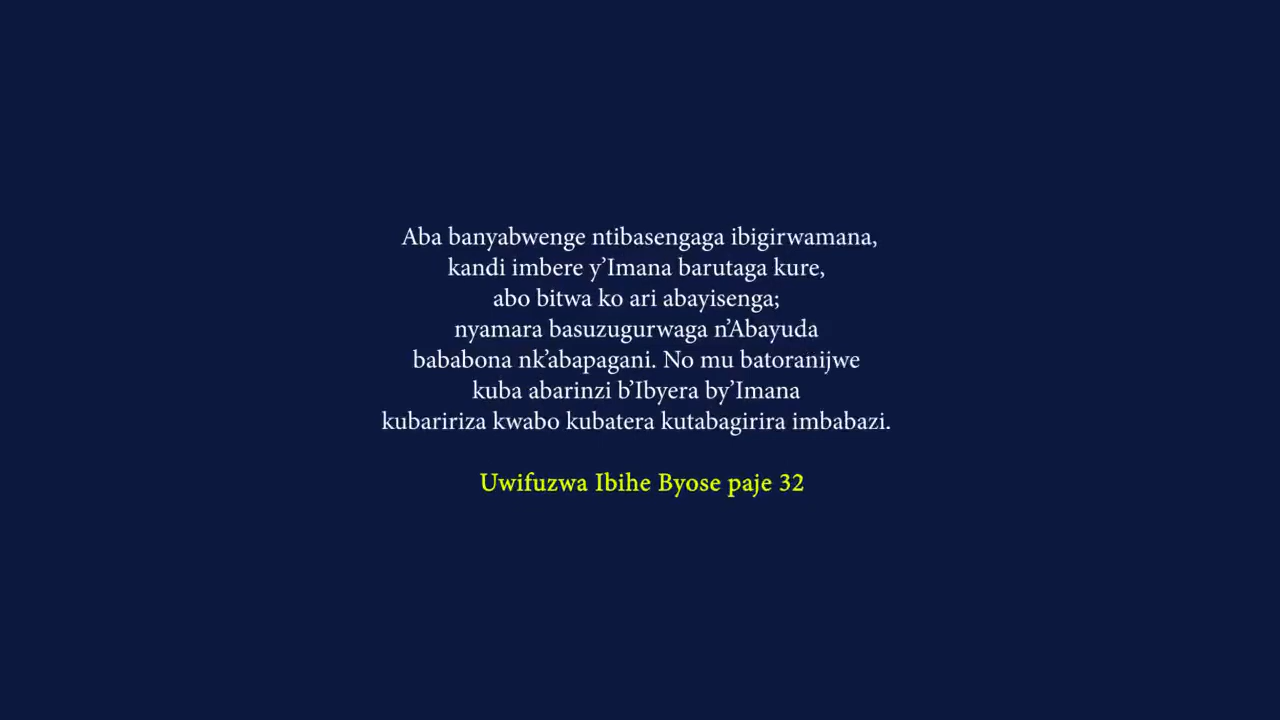 Aba banyabwenge ntibasengaga ibigirwamana,
kandi imbere y’Imana barutaga kure,
abo bitwa ko ari abayisenga;
nyamara basuzugurwaga n’Abayuda
bababona nk’abapagani. No mu batoranijwe
kuba abarinzi b’Ibyera by’Imana
kubaririza kwabo kubatera kutabagirira imbabazi.
Uwifuzwa Ibihe Byose paje 32